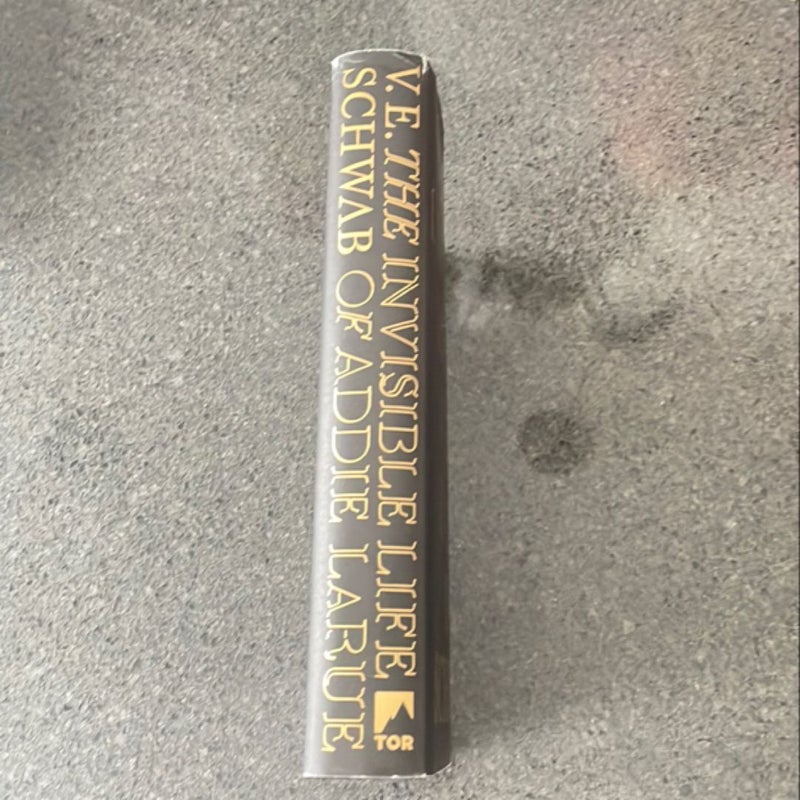 V. E. THE INVISIBLE LIFE
SCHWAB OF ADDIE LARUE
TOR